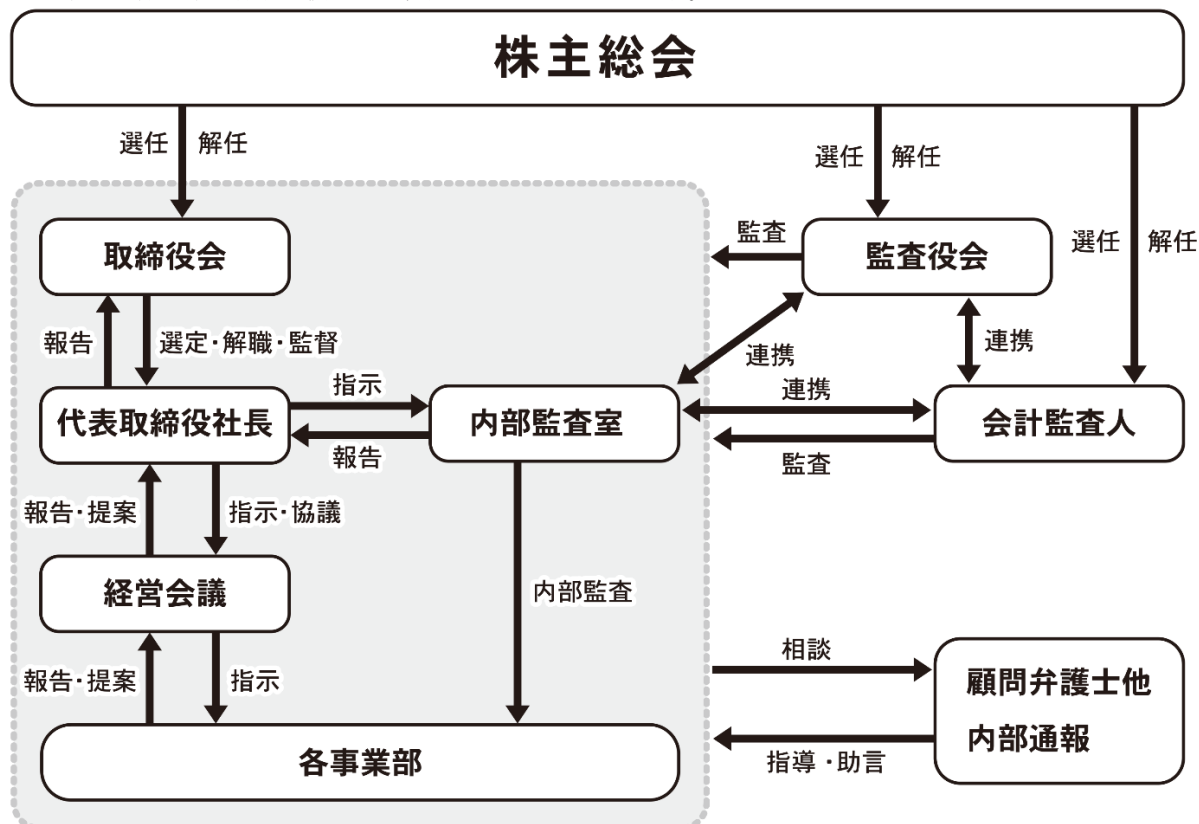 株主総会
選任
解任
選任
解任
選任
解任
取締役会
監査
監査役会
報告
選定・解職・監督
連携
連携
代表取締役社長
指示
報告
内部監査室
連携
監査
会計監査人
報告・提案
指示・協議
経営会議
内部監査
報告・提案
指示
相談
顧問弁護士他
内部通報
指導・助言
各事業部